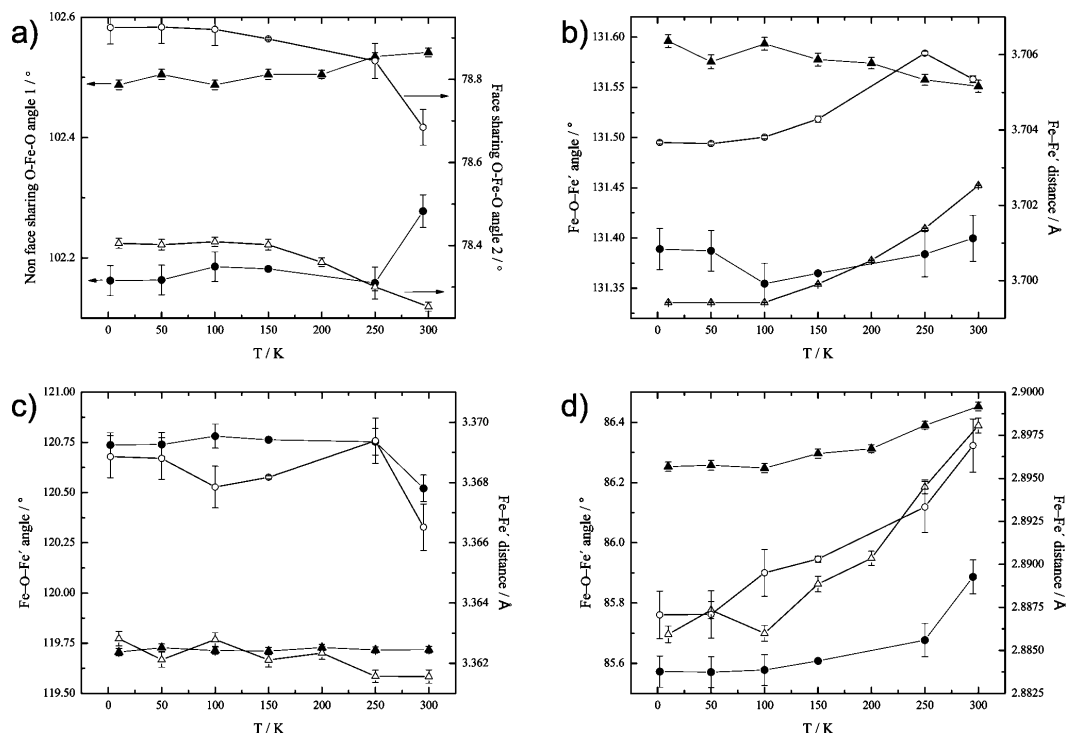 a)
102.6
102.4
102.2
Non face sharing O-Fe-O angle 1 / °
78.8
78.6
78.4
Face sharing O-Fe-O angle 2 / °
0 50 100 150 200 250 300
T / K
b)
131.60
131.55
131.50
131.45
131.40
131.35
Fe–O–Fe´ angle / °
3.706
3.704
3.702
3.700
Fe–Fe´ distance / Å
0 50 100 150 200 250 300
T / K
c)
121.00
120.75
120.50
120.25
120.00
119.75
119.50
Fe–O–Fe´ angle / °
3.370
3.368
3.366
3.364
3.362
Fe–Fe´ distance / Å
0 50 100 150 200 250 300
T / K
d)
86.4
86.2
86.0
85.8
85.6
Fe–O–Fe´ angle / °
2.9000
2.8975
2.8950
2.8925
2.8900
2.8875
2.8850
2.8825
Fe–Fe´ distance / Å
0 50 100 150 200 250 300
T / K